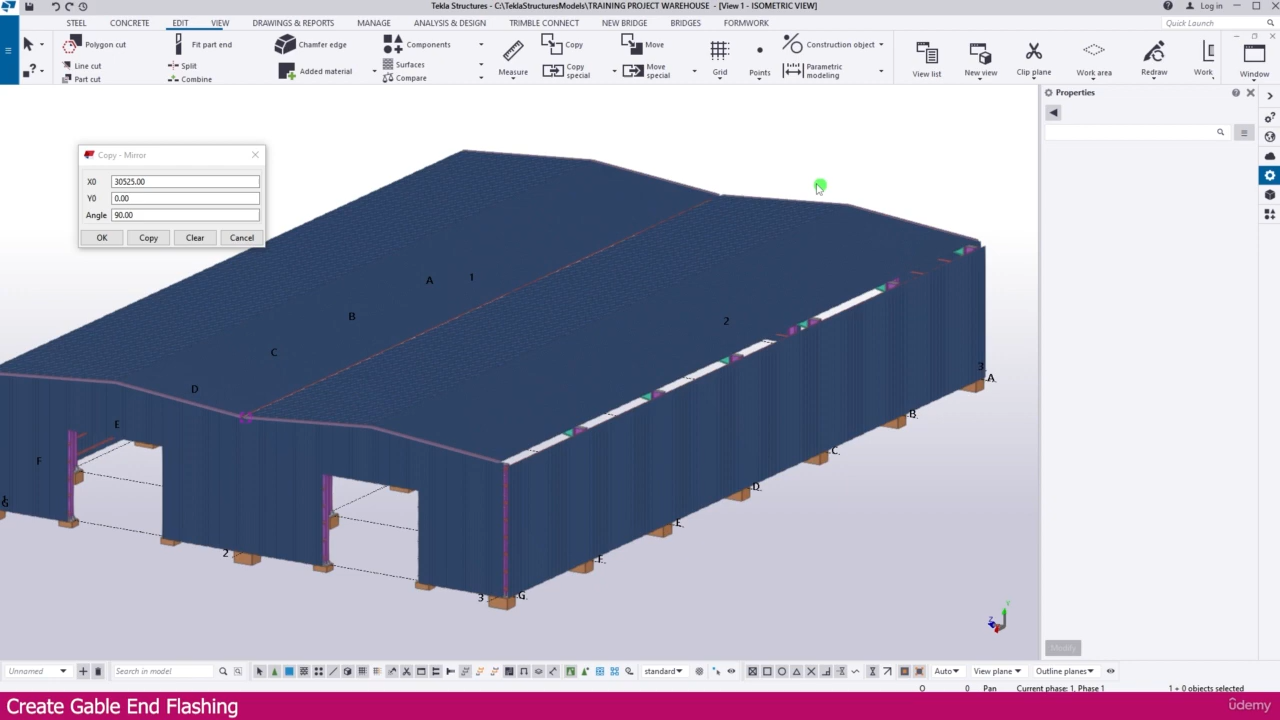 Tekla Structures - C:\TeklaStructuresModels\TRAINING PROJECT WAREHOUSE - [View 1 - ISOMETRIC VIEW]
Log in
STEEL CONCRETE EDIT VIEW DRAWINGS & REPORTS MANAGE ANALYSIS & DESIGN TRIMBLE CONNECT NEW BRIDGE BRIDGES FORMWORK
Quick Launch
Polygon cut
Line cut
Part cut
Fit part end
Split
Combine
Chamfer edge
Added material
Components
Surfaces
Compare
Measure
Copy
Copy special
Move
Move special
Grid
Points
Construction object
Parametric modeling
View list
New view
Clip plane
Work area
Redraw
Work
Window
Properties
Copy - Mirror
X0 30525.00
Y0 0.00
Angle 90.00
OK Copy Clear Cancel
A 1
B
C
2
D
E
F
3
A
B
C
D
E
F
G
G
2
3
Modify
Unnamed
Search in model
standard
Auto
View plane
Outline planes
O 0 Pan Current phase: 1, Phase 1 1 + 0 objects selected
Create Gable End Flashing
ûdemy